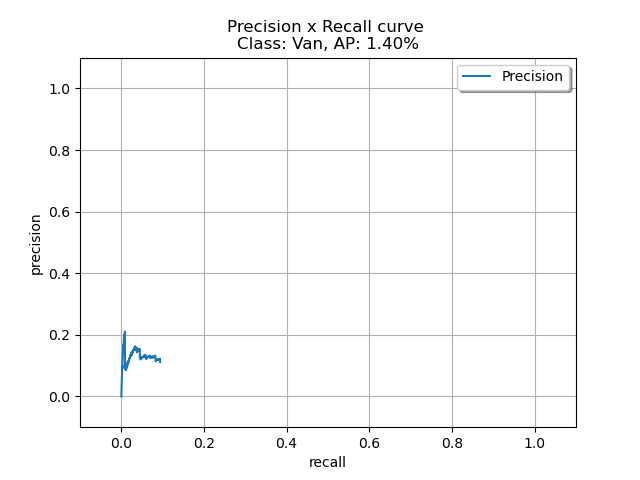 Precision x Recall curve
Class: Van, AP: 1.40%
Precision
1.0
0.8
0.6
0.4
0.2
0.0
precision
0.0 0.2 0.4 0.6 0.8 1.0
recall